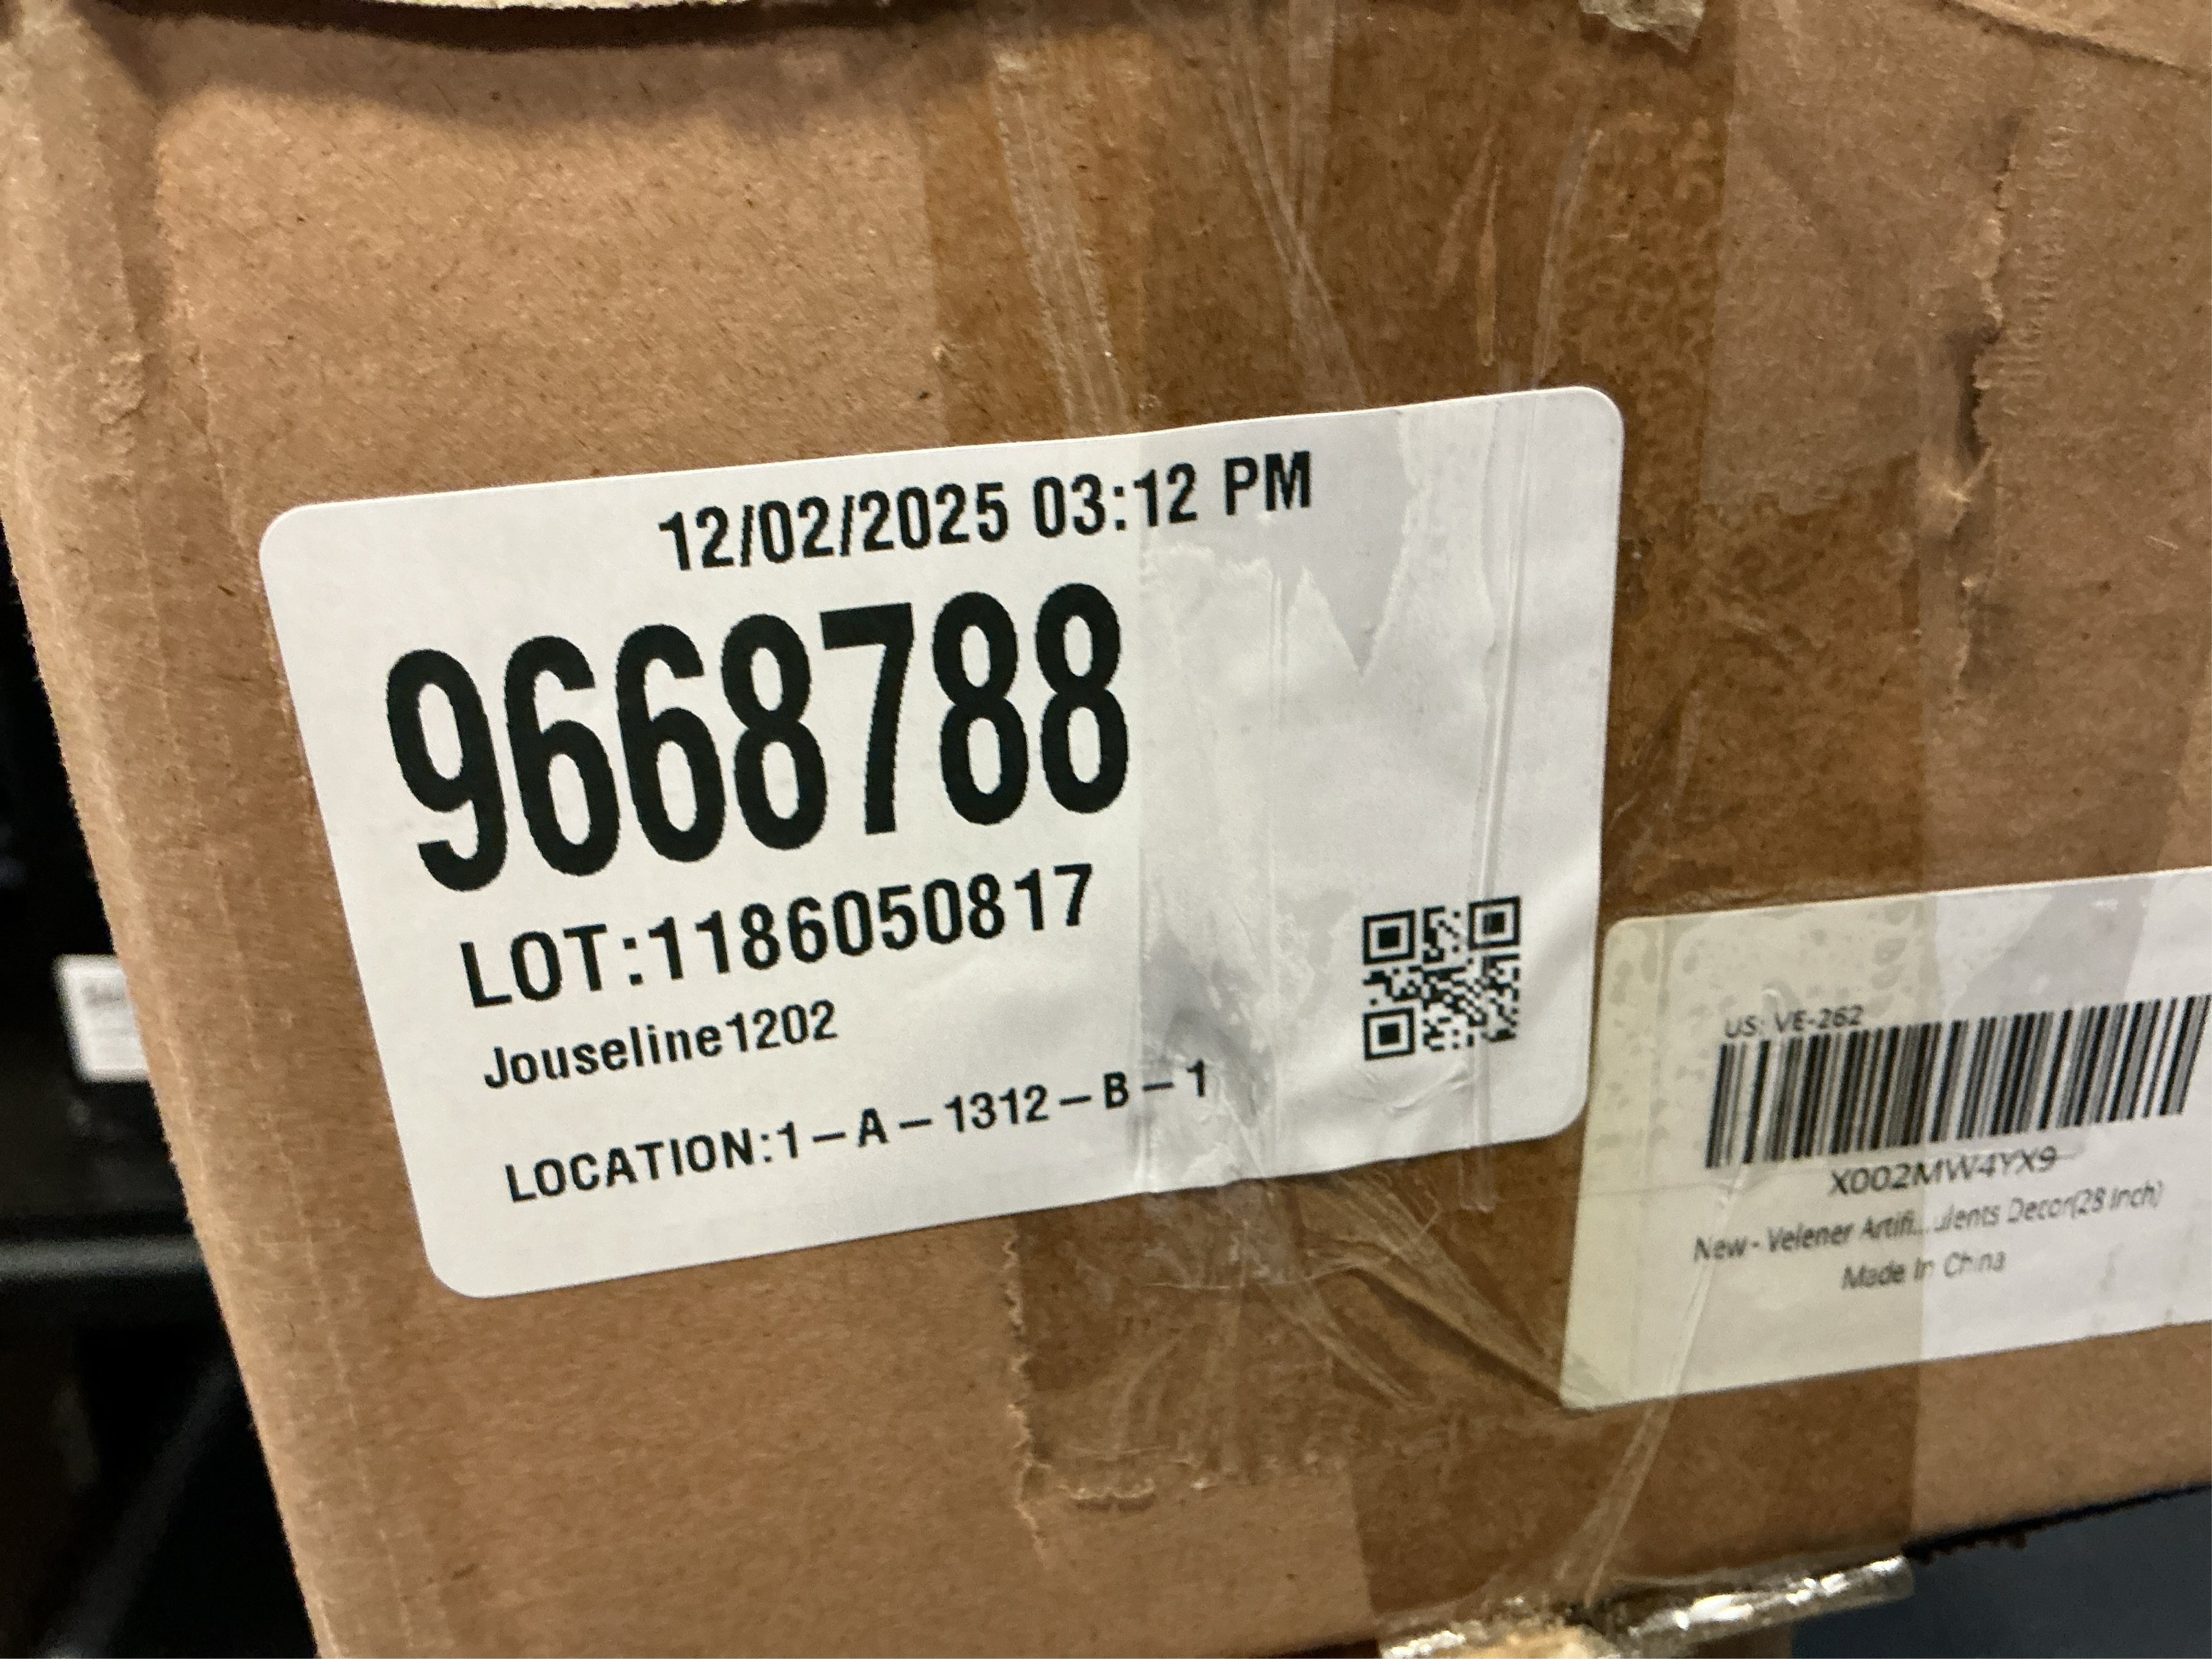 12/02/2025 03:12 PM
9668788
LOT:1186050817
Jouseline1202
LOCATION:1-A-1312-B-1
US: VE-262
X002MW4YX9
New - Velener Artifi...ulents Decor(28 Inch)
Made In China